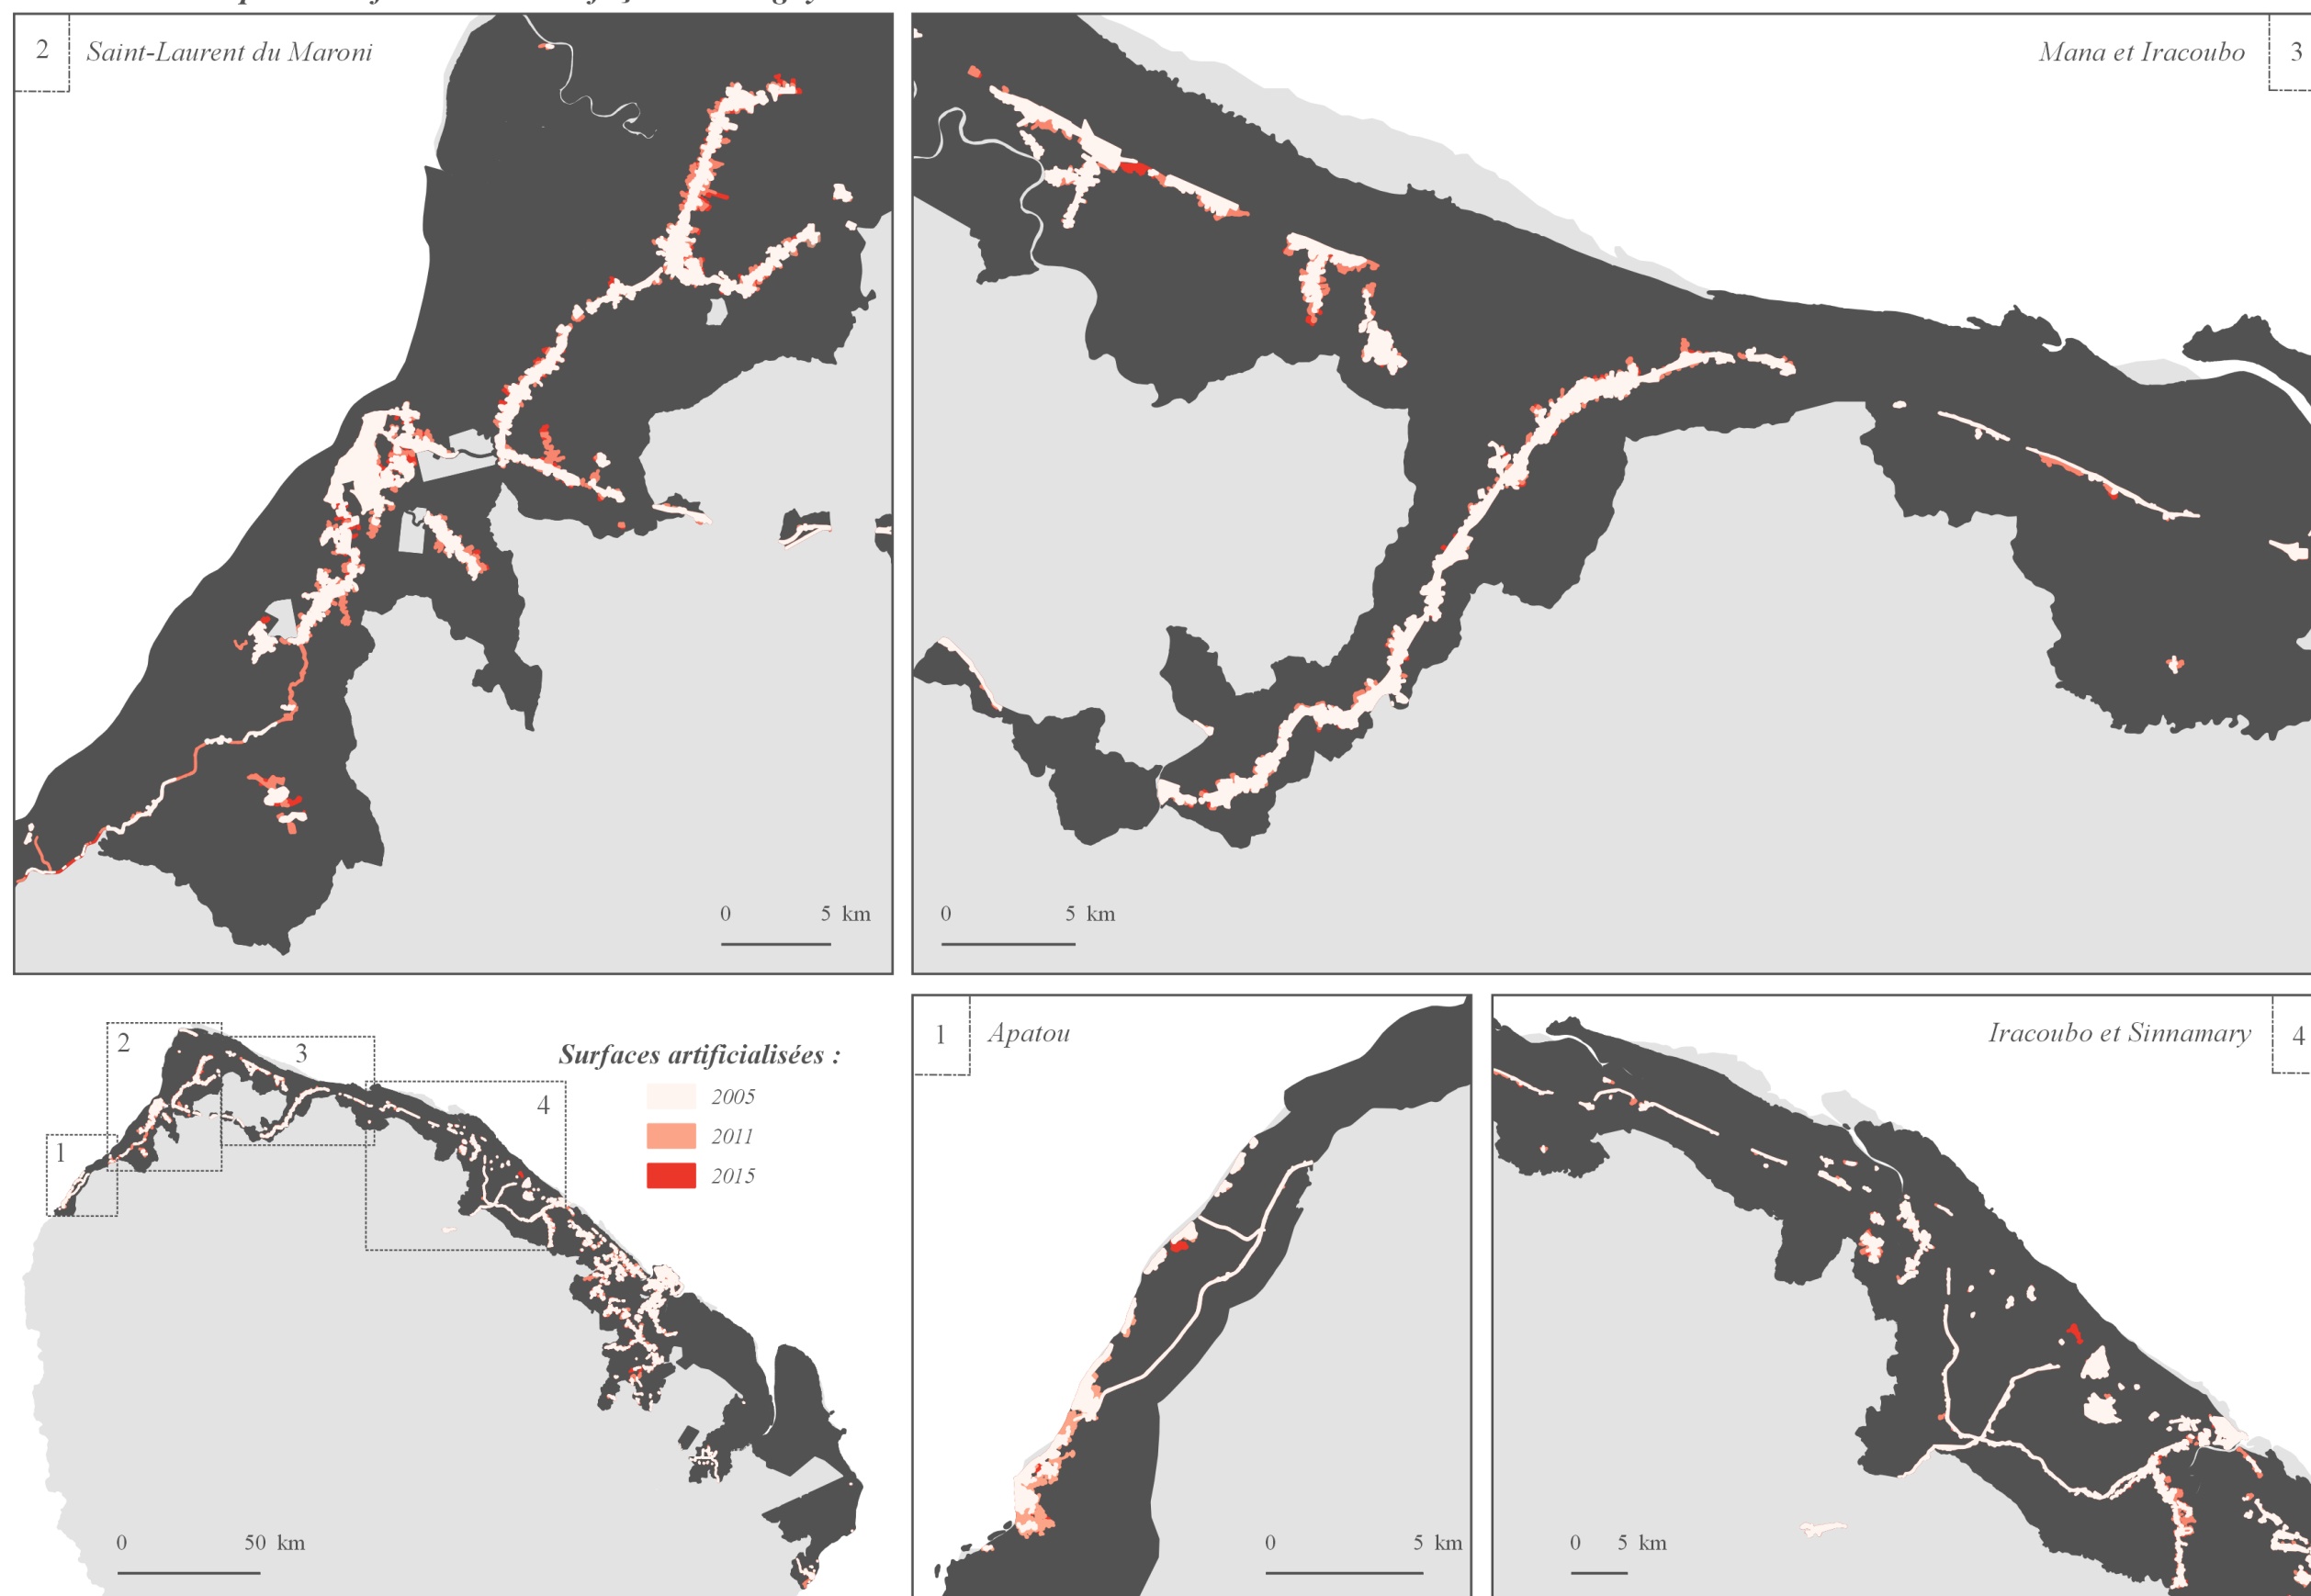 2 Saint-Laurent du Maroni
0 5 km
Mana et Iracoubo 3
0 5 km
2
3
4
1
Surfaces artificialisées :
2005
2011
2015
0 50 km
1 Apatou
0 5 km
Iracoubo et Sinnamary 4
0 5 km